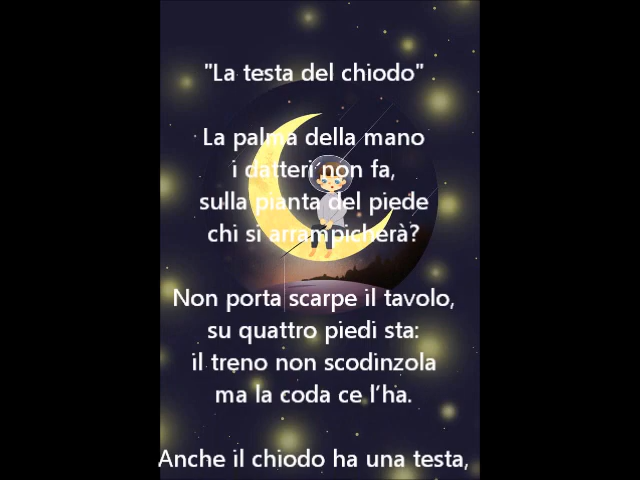 "La testa del chiodo"
La palma della mano
i datteri non fa,
sulla pianta del piede
chi si arrampicherà?
Non porta scarpe il tavolo,
su quattro piedi sta:
il treno non scodinzola
ma la coda ce l’ha.
Anche il chiodo ha una testa,